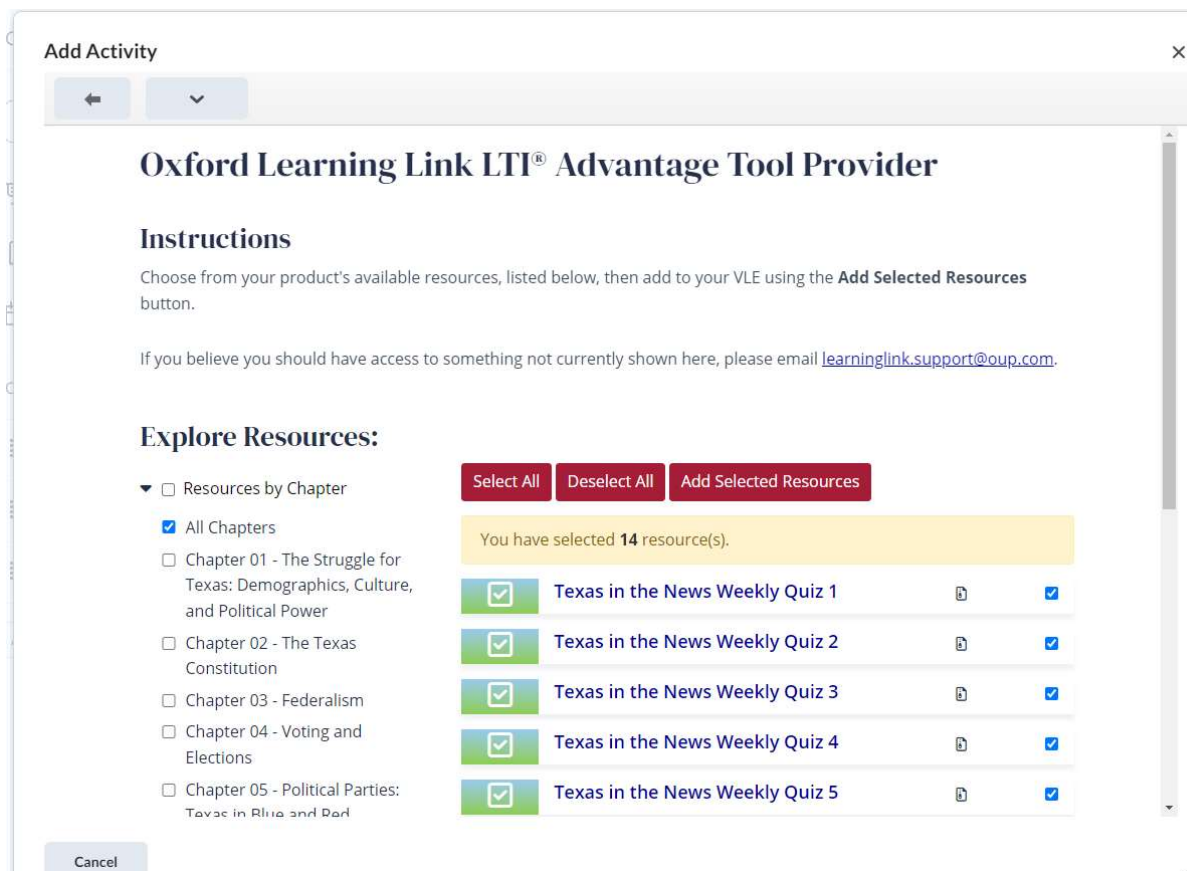 Add Activity
Oxford Learning Link LTI® Advantage Tool Provider
Instructions
Choose from your product's available resources, listed below, then add to your VLE using the Add Selected Resources
button.
If you believe you should have access to something not currently shown here, please email learninglink.support@oup.com.
Explore Resources:
Resources by Chapter
All Chapters
Chapter 01 - The Struggle for
Texas: Demographics, Culture,
and Political Power
Chapter 02 - The Texas
Constitution
Chapter 03 - Federalism
Chapter 04 - Voting and
Elections
Chapter 05 - Political Parties:
Texas in Blue and Red
Select All Deselect All Add Selected Resources
You have selected 14 resource(s).
Texas in the News Weekly Quiz 1
Texas in the News Weekly Quiz 2
Texas in the News Weekly Quiz 3
Texas in the News Weekly Quiz 4
Texas in the News Weekly Quiz 5
Cancel